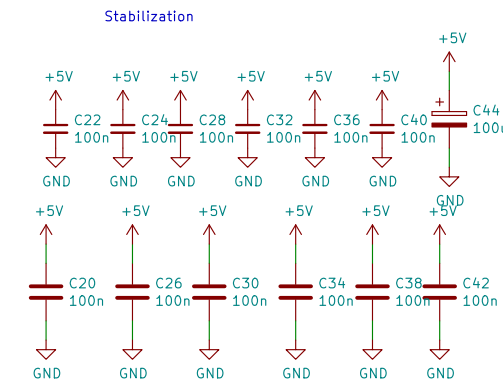 Stabilization
+5V
+5V +5V +5V +5V +5V +5V
C22 C24 C28 C32 C36 C40 C44
100n 100n 100n 100n 100n 100n 100u
GND GND GND GND GND GND
GND
+5V +5V +5V +5V +5V +5V
C20 C26 C30 C34 C38 C42
100n 100n 100n 100n 100n 100n
GND GND GND GND GND GND